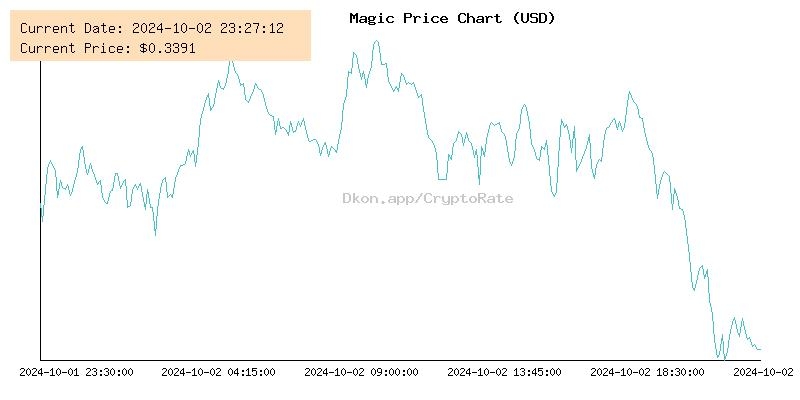 Magic Price Chart (USD)
Current Date: 2024-10-02 23:27:12
Current Price: $0.3391
Dkon.app/CryptoRate
2024-10-01 23:30:00 2024-10-02 04:15:00 2024-10-02 09:00:00 2024-10-02 13:45:00 2024-10-02 18:30:00 2024-10-02